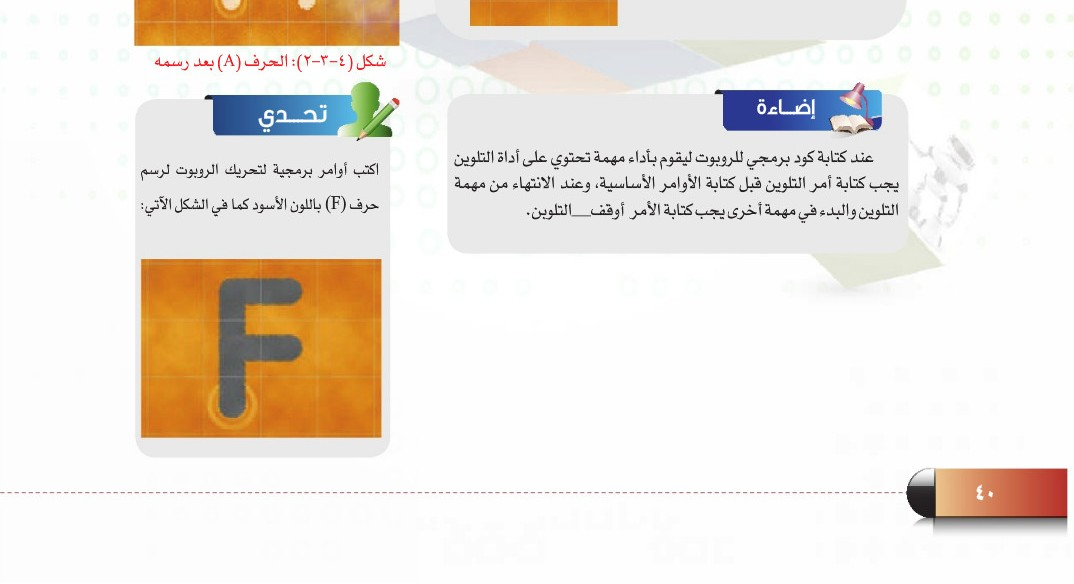 شكل (٤-٣-٢): الحرف (A) بعد رسمه
إضـاءة
عند كتابة كود برمجي للروبوت ليقوم بأداء مهمة تحتوي على أداة التلوين
يجب كتابة أمر التلوين قبل كتابة الأوامر الأساسية، وعند الانتهاء من مهمة
التلوين والبدء في مهمة أخرى يجب كتابة الأمر أوقف__التلوين.
تحـــدي
اكتب أوامر برمجية لتحريك الروبوت لرسم
حرف (F) باللون الأسود كما في الشكل الآتي:
F
٤٠